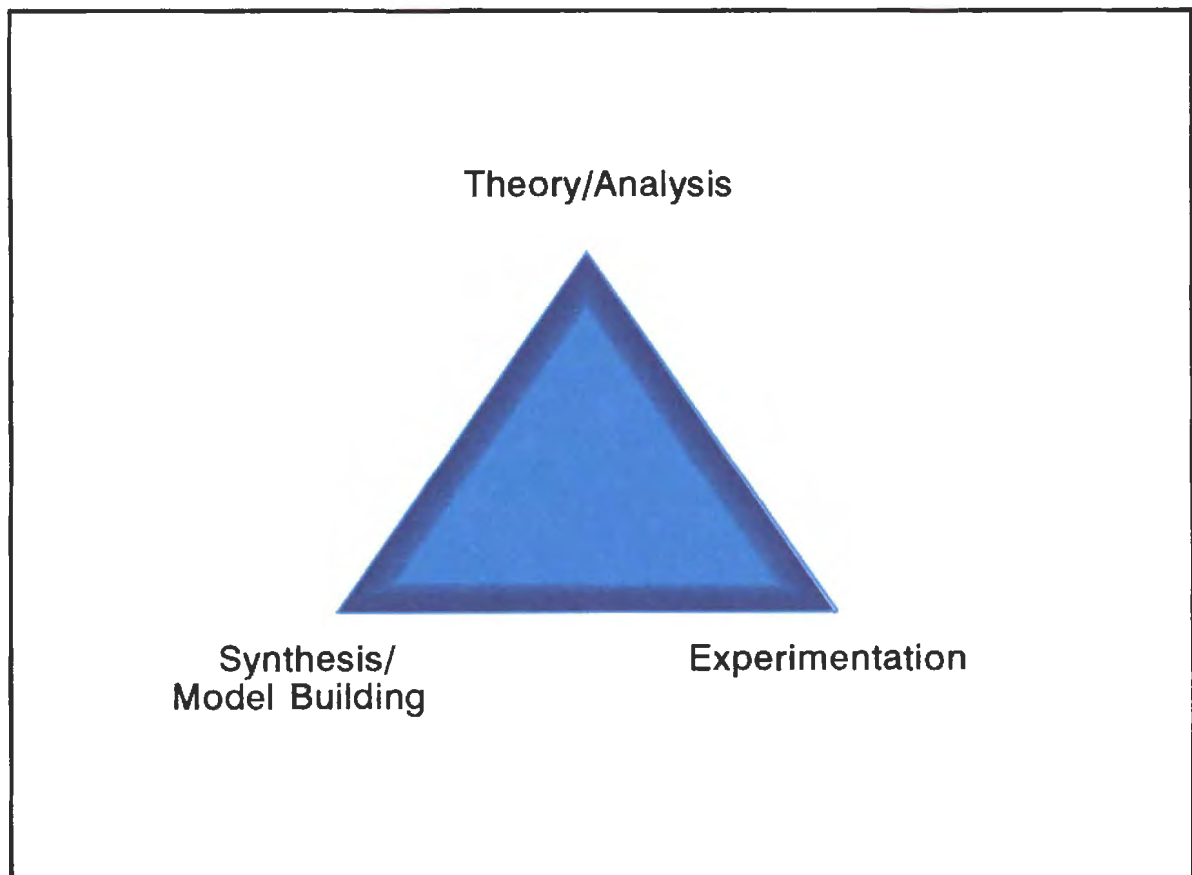 Theory/Analysis
Synthesis/
Model Building
Experimentation